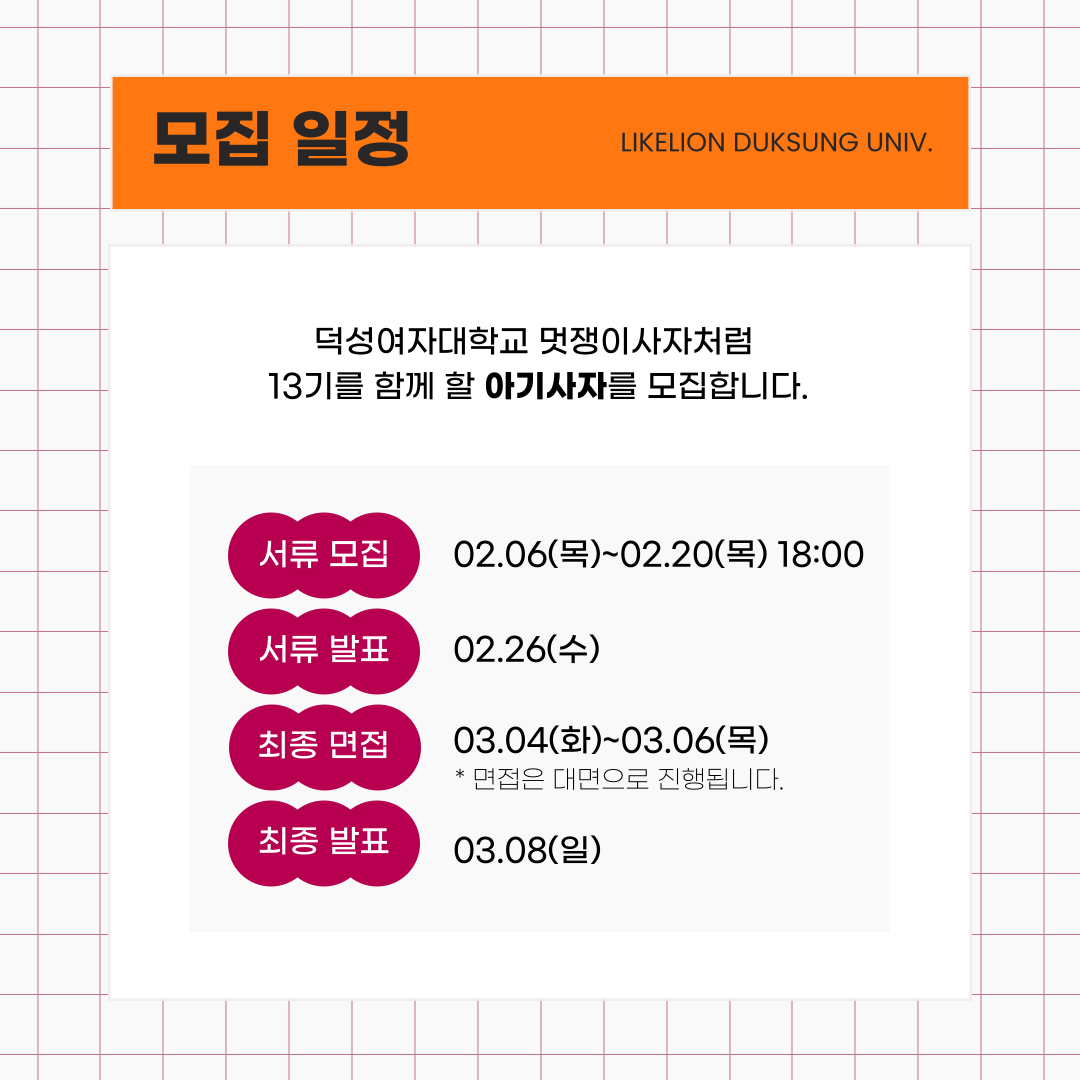 모집 일정
LIKELION DUKSUNG UNIV.
덕성여자대학교 멋쟁이사자처럼
13기를 함께 할 아기사자를 모집합니다.
서류 모집 02.06(목)~02.20(목) 18:00
서류 발표 02.26(수)
최종 면접 03.04(화)~03.06(목)
* 면접은 대면으로 진행됩니다.
최종 발표 03.08(일)